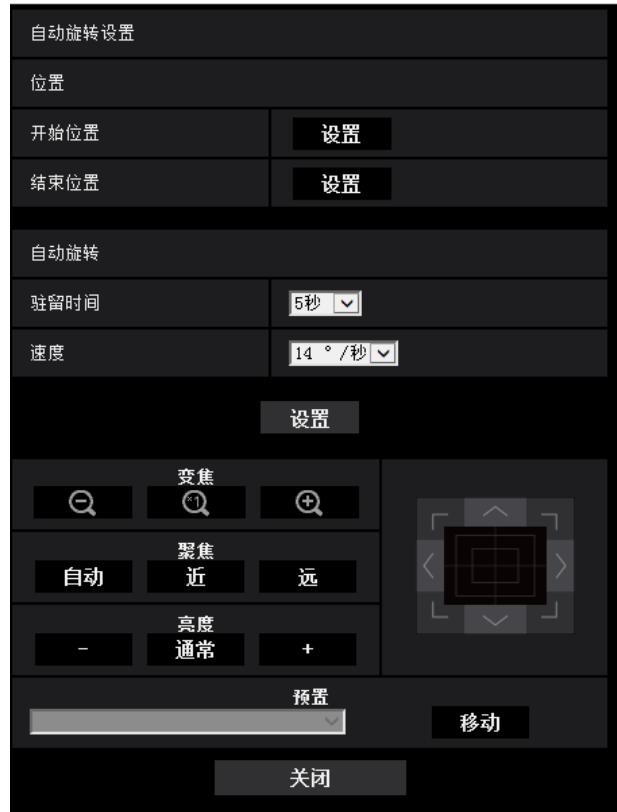 自动旋转设置
位置
开始位置 设置
结束位置 设置
自动旋转
驻留时间 5秒
速度 14 °/秒
设置
变焦
×1
聚焦
自动 近 远
亮度
- 通常 +
预置
移动
关闭